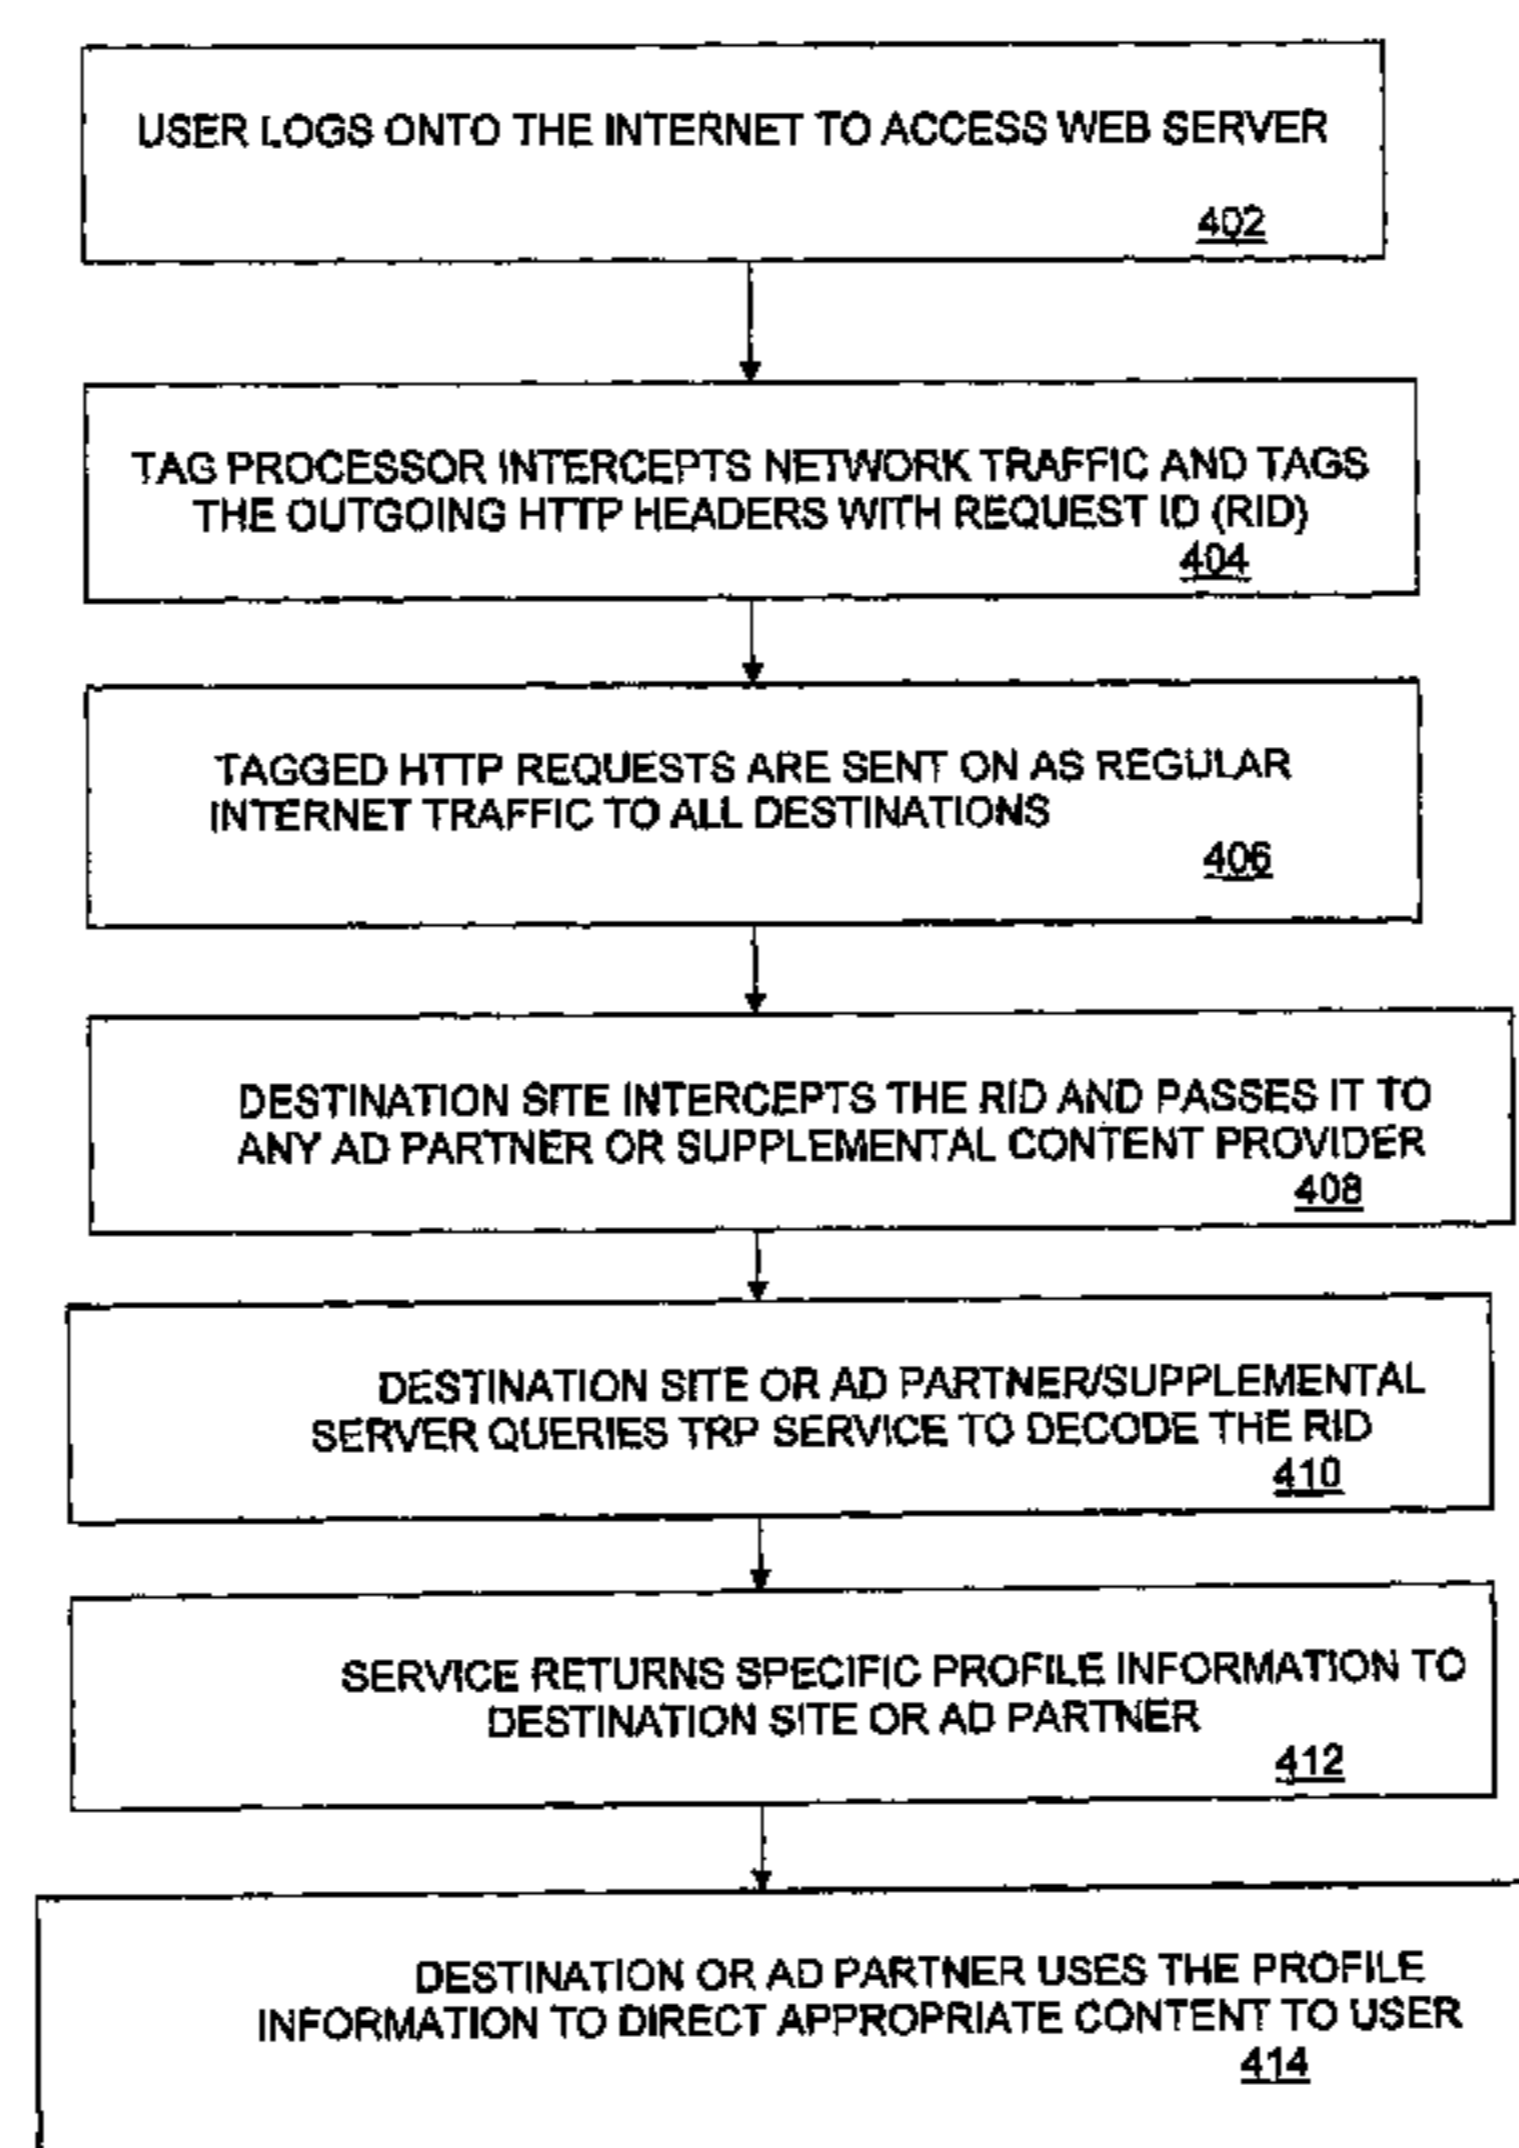 USER LOGS ONTO THE INTERNET TO ACCESS WEB SERVER
402
TAG PROCESSOR INTERCEPTS NETWORK TRAFFIC AND TAGS
THE OUTGOING HTTP HEADERS WITH REQUEST ID (RID)
404
TAGGED HTTP REQUESTS ARE SENT ON AS REGULAR
INTERNET TRAFFIC TO ALL DESTINATIONS
406
DESTINATION SITE INTERCEPTS THE RID AND PASSES IT TO
ANY AD PARTNER OR SUPPLEMENTAL CONTENT PROVIDER
408
DESTINATION SITE OR AD PARTNER/SUPPLEMENTAL
SERVER QUERIES TRP SERVICE TO DECODE THE RID
410
SERVICE RETURNS SPECIFIC PROFILE INFORMATION TO
DESTINATION SITE OR AD PARTNER
412
DESTINATION OR AD PARTNER USES THE PROFILE
INFORMATION TO DIRECT APPROPRIATE CONTENT TO USER
414